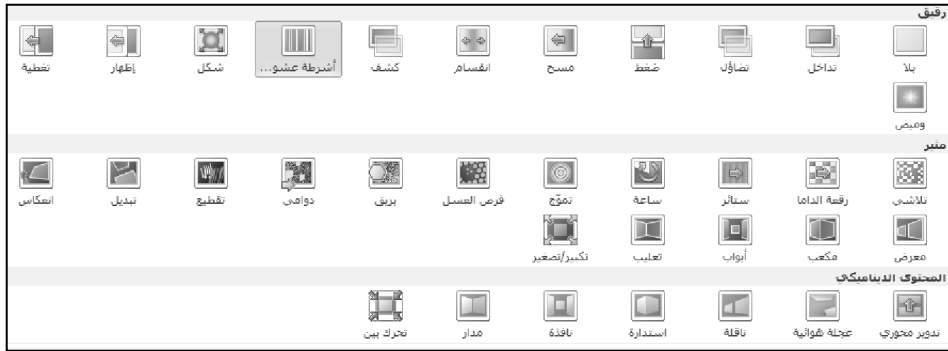 رقيق
بلا تداخل تضاؤل ضغط مسح انقسام كشف أشرطة عشو... شكل إظهار تغطية
وميض
مثير
تلاشي رقعة الداما ستائر ساعة تموّج قرص العسل بريق دوامي تقطيع تبديل انعكاس
معرض مكعب أبواب تعليب تكبير/تصغير
المحتوى الديناميكي
تدوير محوري عجلة هوائية ناقلة استدارة نافذة مدار تحرك بين